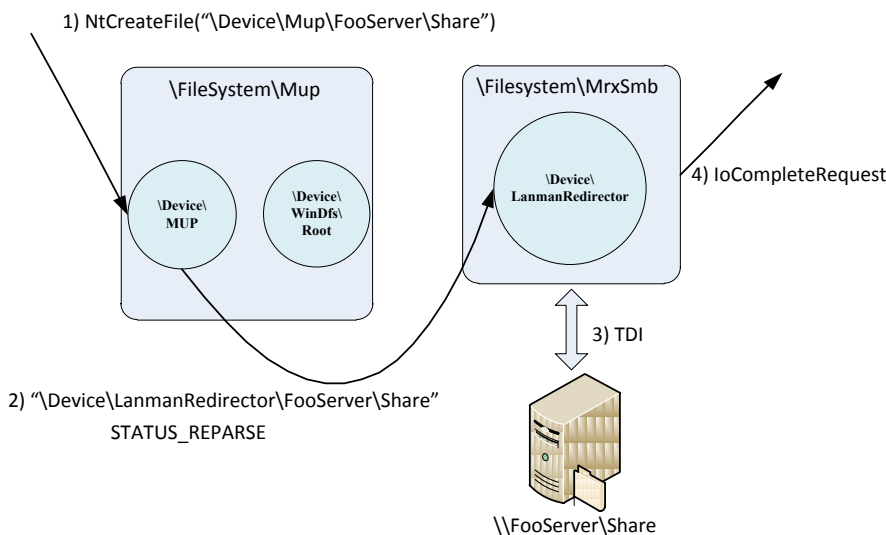 1) NtCreateFile(“\Device\Mup\FooServer\Share”)
\FileSystem\Mup
\Filesystem\MrxSmb
\Device\
MUP
\Device\
WinDfs\
Root
\Device\
LanmanRedirector
4) IoCompleteRequest
3) TDI
2) “\Device\LanmanRedirector\FooServer\Share”
STATUS_REPARSE
\\FooServer\Share